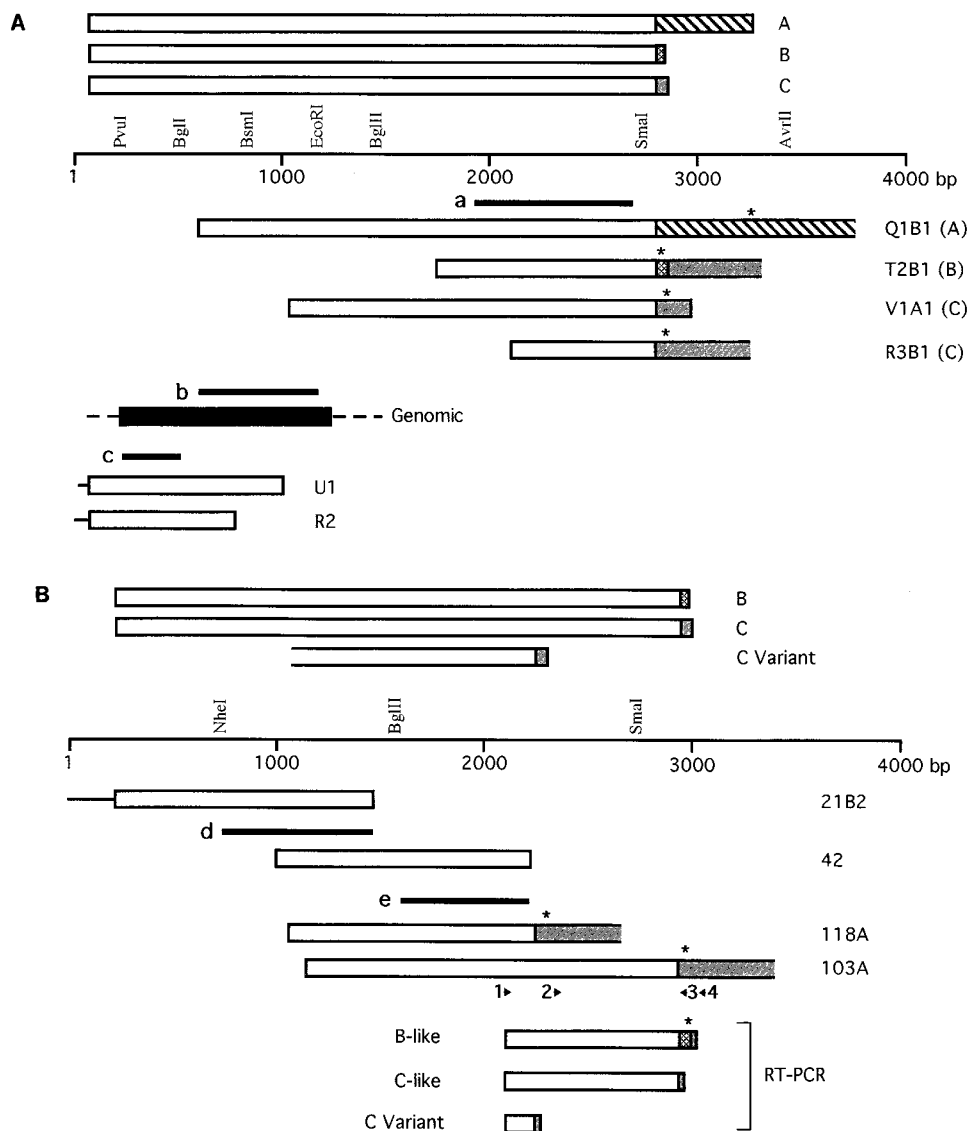 A
A
B
C
PvuI
BglI
BsmI
EcoRI
BglII
SmaI
AvrII
1 1000 2000 3000 4000 bp
a
*
Q1B1 (A)
*
T2B1 (B)
*
V1A1 (C)
*
R3B1 (C)
b
Genomic
c
U1
R2
B
B
C
C Variant
NheI
BglII
SmaI
1 1000 2000 3000 4000 bp
21B2
d
42
e
*
118A
*
103A
1 2 3 4
*
B-like
C-like
RT-PCR
C Variant